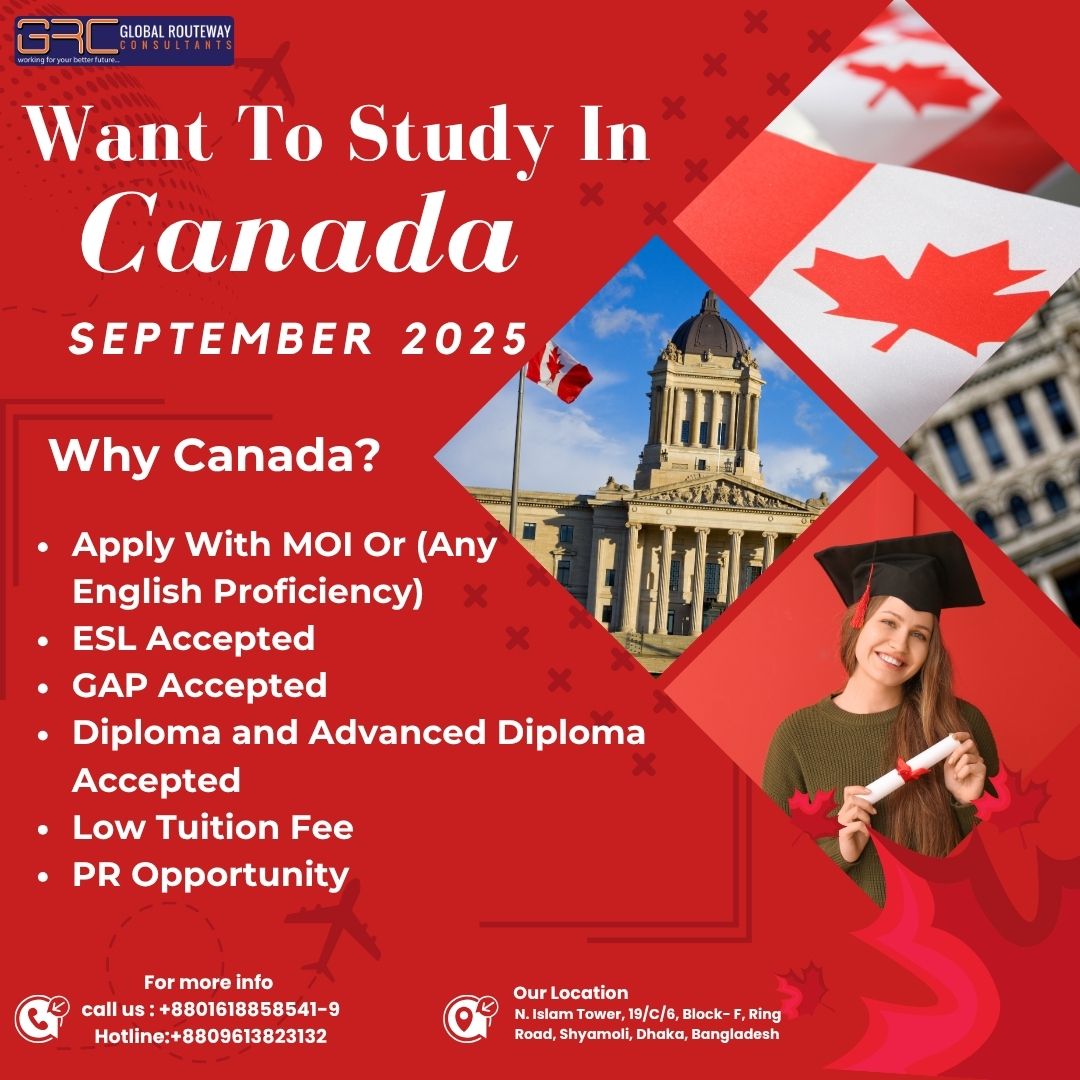 GRC GLOBAL ROUTEWAY
CONSULTANTS
working for your better future...
Want To Study In
Canada
SEPTEMBER 2025
Why Canada?
• Apply With MOI Or (Any
English Proficiency)
• ESL Accepted
• GAP Accepted
• Diploma and Advanced Diploma
Accepted
• Low Tuition Fee
• PR Opportunity
For more info
call us : +8801618858541-9
Hotline:+8809613823132
Our Location
N. Islam Tower, 19/C/6, Block- F, Ring
Road, Shyamoli, Dhaka, Bangladesh